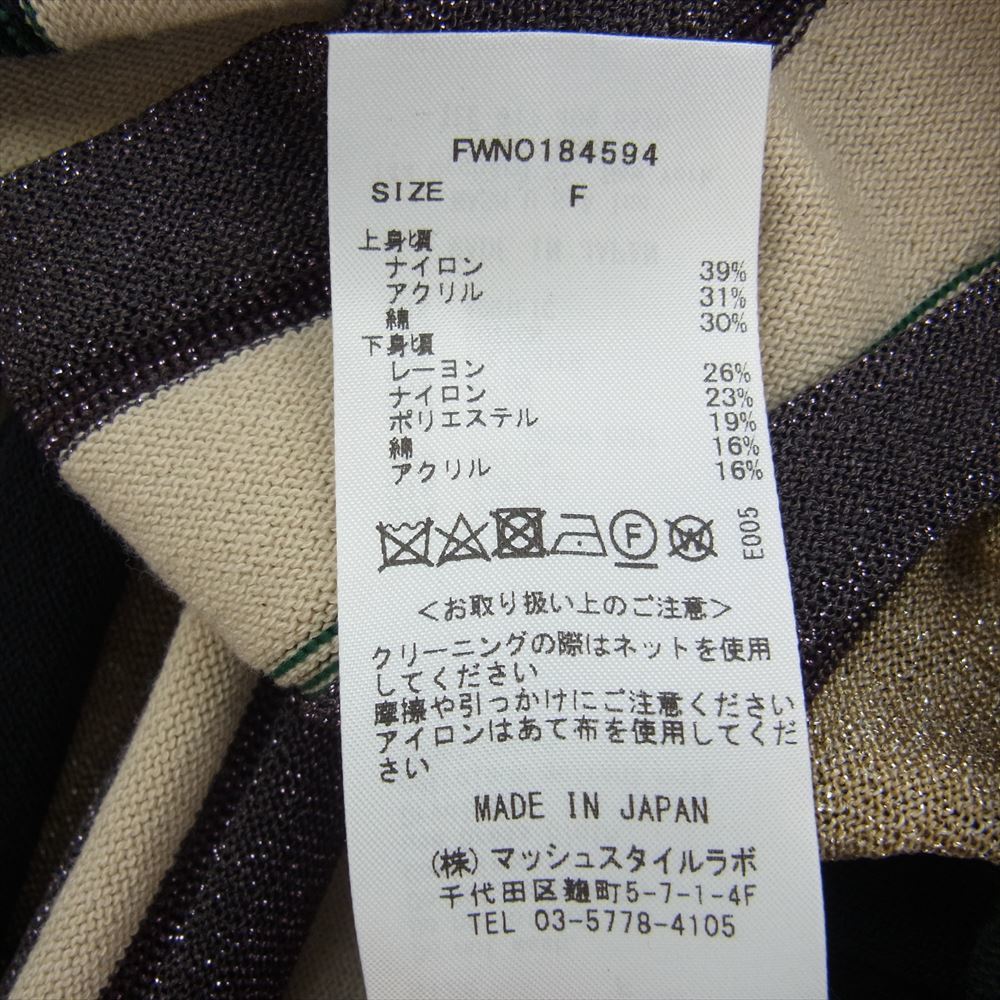 FWNO184594
SIZE F
上身頃
ナイロン 39%
アクリル 31%
綿 30%
下身頃
レーヨン 26%
ナイロン 23%
ポリエステル 19%
綿 16%
アクリル 16%
F W E005
<お取り扱い上のご注意>
クリーニングの際はネットを使用
してください
摩擦や引っかけにご注意ください
アイロンはあて布を使用してくだ
さい
MADE IN JAPAN
(株)マッシュスタイルラボ
千代田区麹町5-7-1-4F
TEL 03-5778-4105